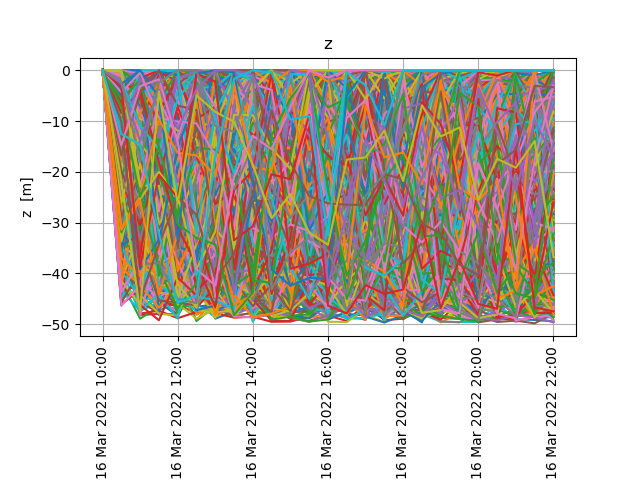 z
0
−10
−20
−30
−40
−50
z [m]
16 Mar 2022 10:00
16 Mar 2022 12:00
16 Mar 2022 14:00
16 Mar 2022 16:00
16 Mar 2022 18:00
16 Mar 2022 20:00
16 Mar 2022 22:00